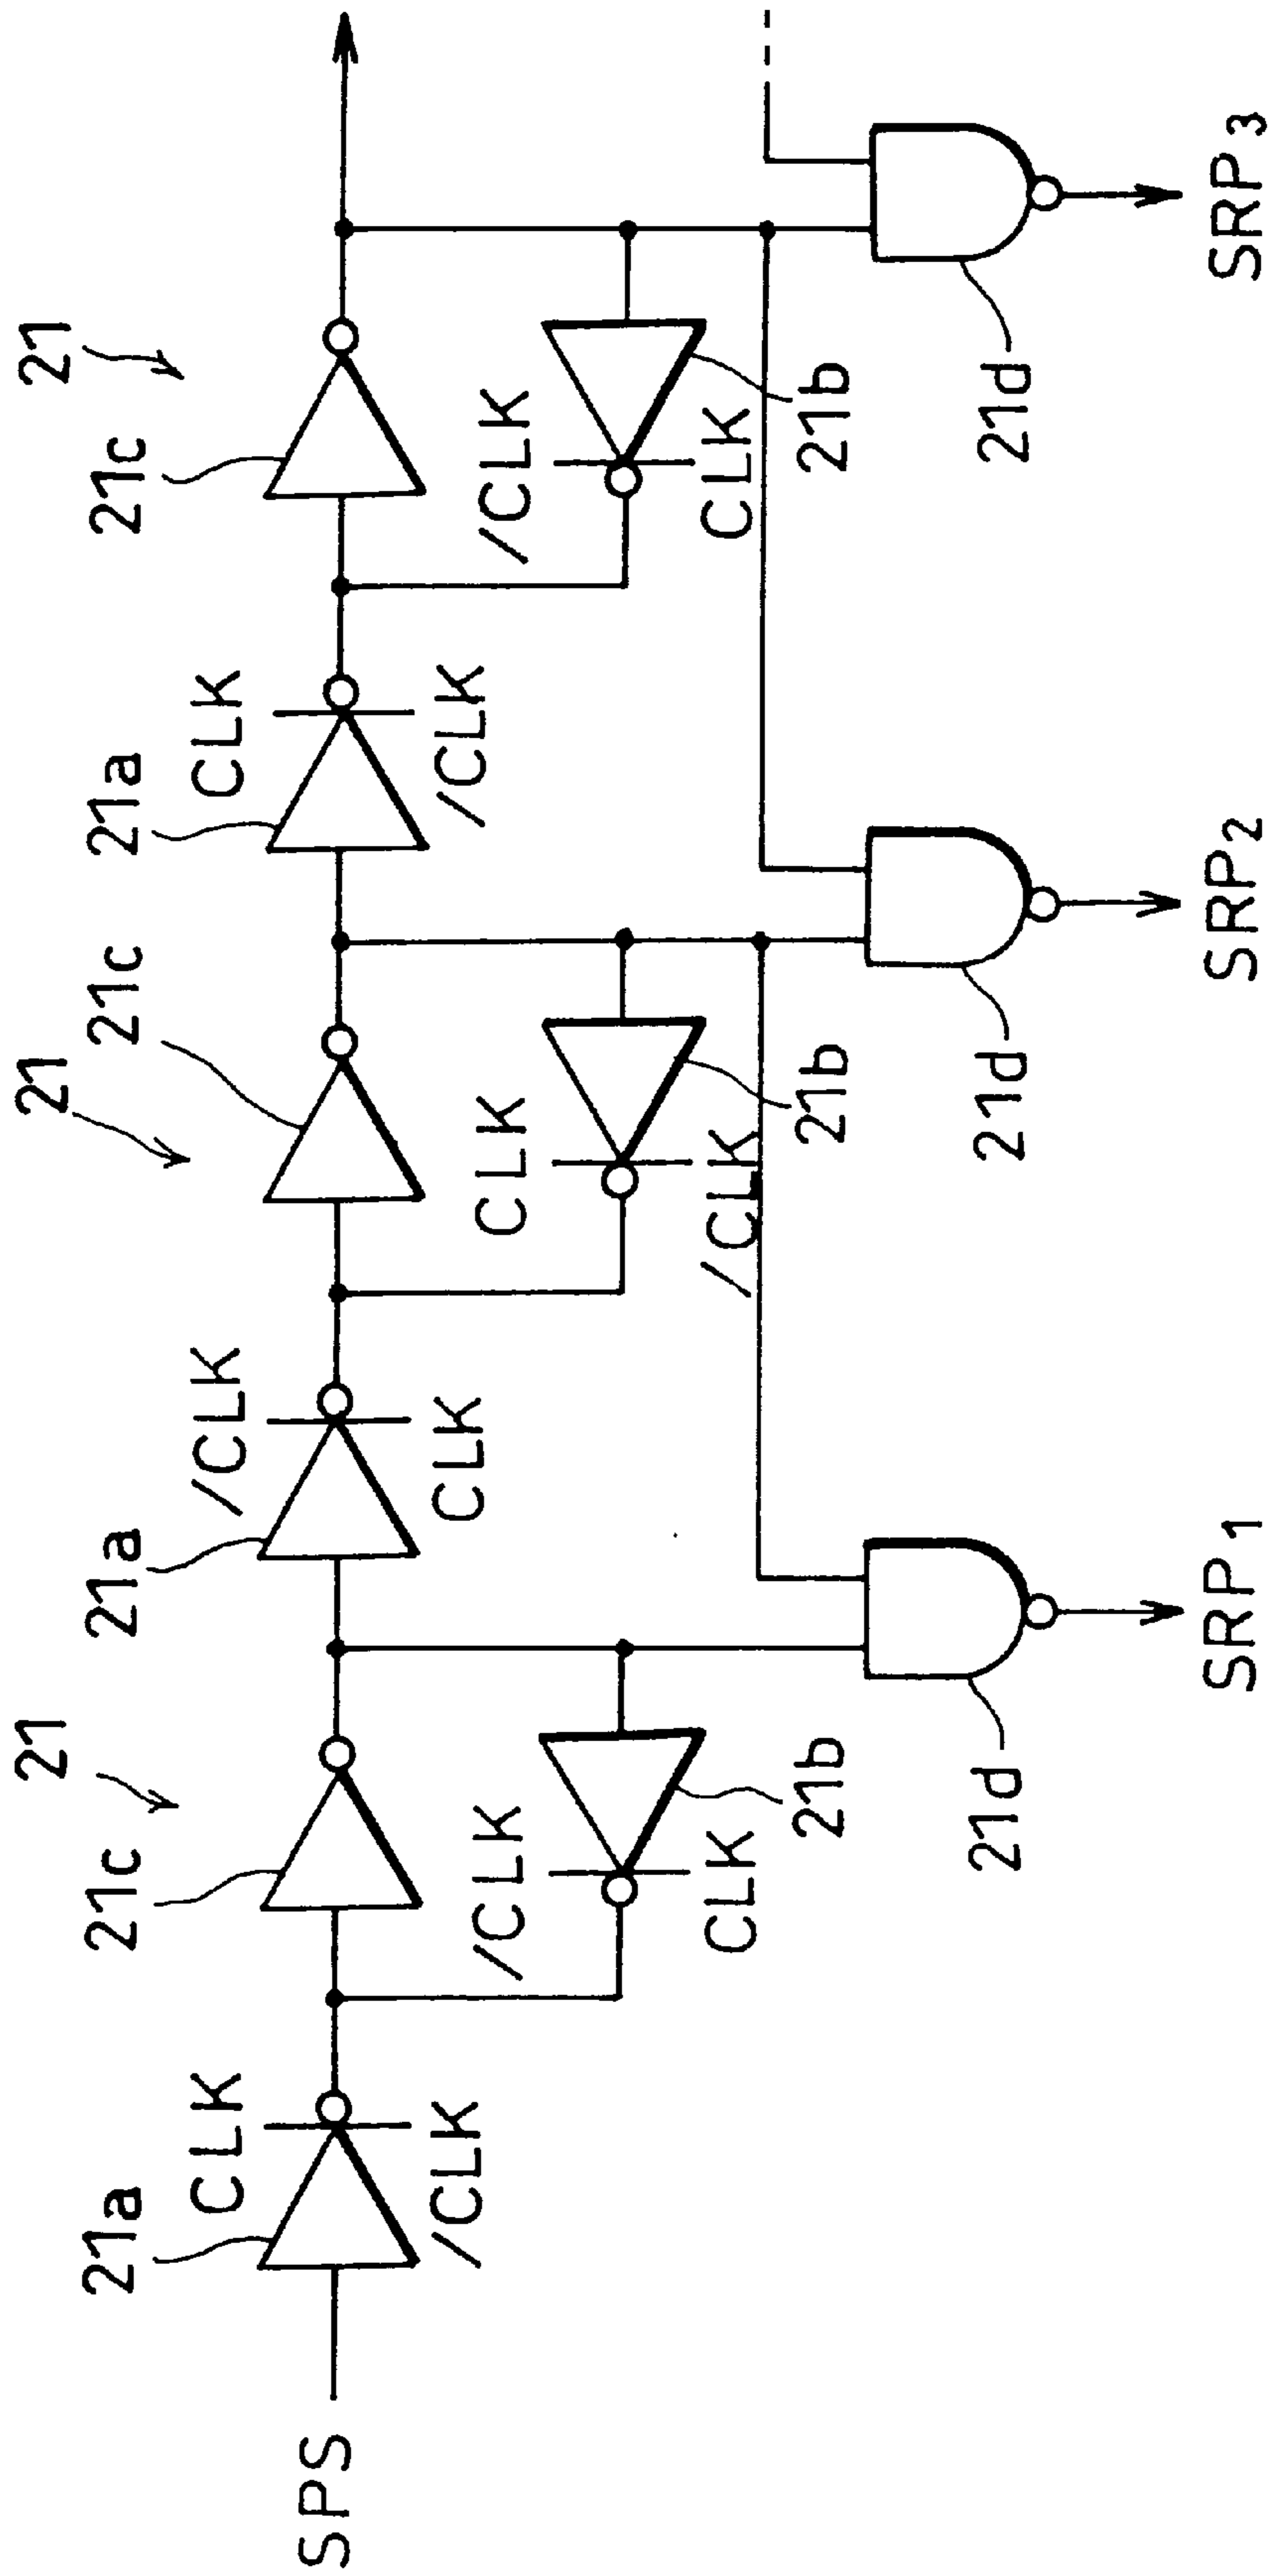 21 21 21
21a 21c 21a 21c 21a 21c
CLK /CLK CLK
SPS
/CLK CLK /CLK
/CLK CLK /CLK
CLK /CLK CLK
21b 21b 21b
21d 21d 21d
SRP1 SRP2 SRP3